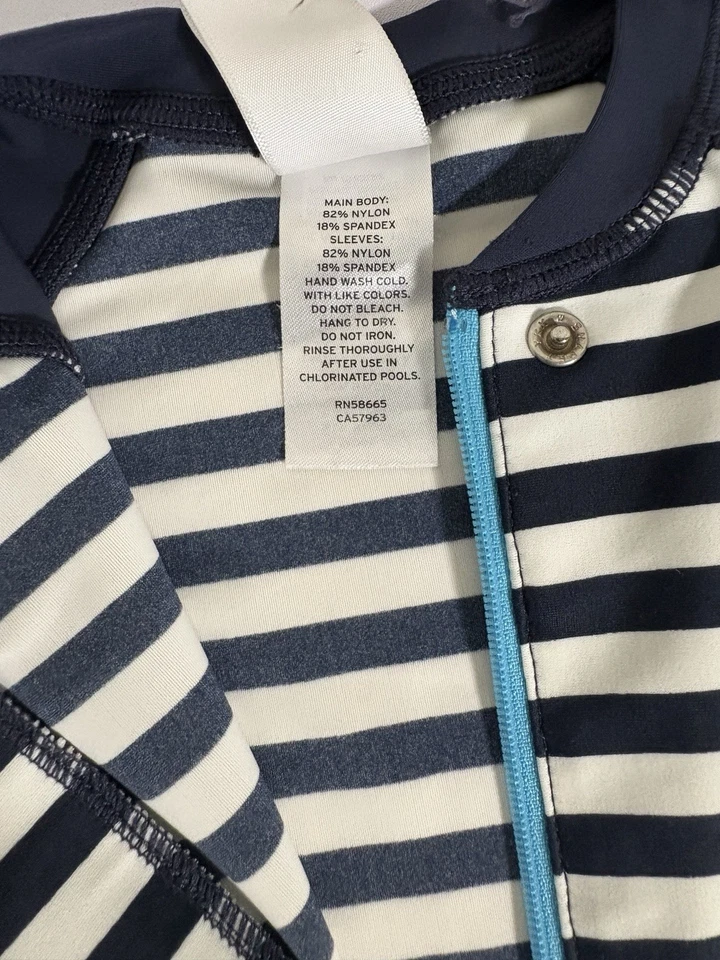 MAIN BODY:
82% NYLON
18% SPANDEX
SLEEVES:
82% NYLON
18% SPANDEX
HAND WASH COLD.
WITH LIKE COLORS.
DO NOT BLEACH.
HANG TO DRY.
DO NOT IRON.
RINSE THOROUGHLY
AFTER USE IN
CHLORINATED POOLS.
RN58665
CA57963